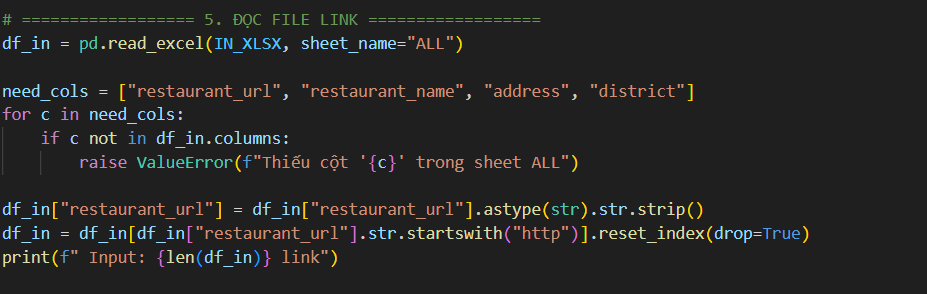 # ================== 5. ĐỌC FILE LINK ==================
df_in = pd.read_excel(IN_XLSX, sheet_name="ALL")
need_cols = ["restaurant_url", "restaurant_name", "address", "district"]
for c in need_cols:
    if c not in df_in.columns:
        raise ValueError(f"Thiếu cột '{c}' trong sheet ALL")
df_in["restaurant_url"] = df_in["restaurant_url"].astype(str).str.strip()
df_in = df_in[df_in["restaurant_url"].str.startswith("http")].reset_index(drop=True)
print(f" Input: {len(df_in)} link")